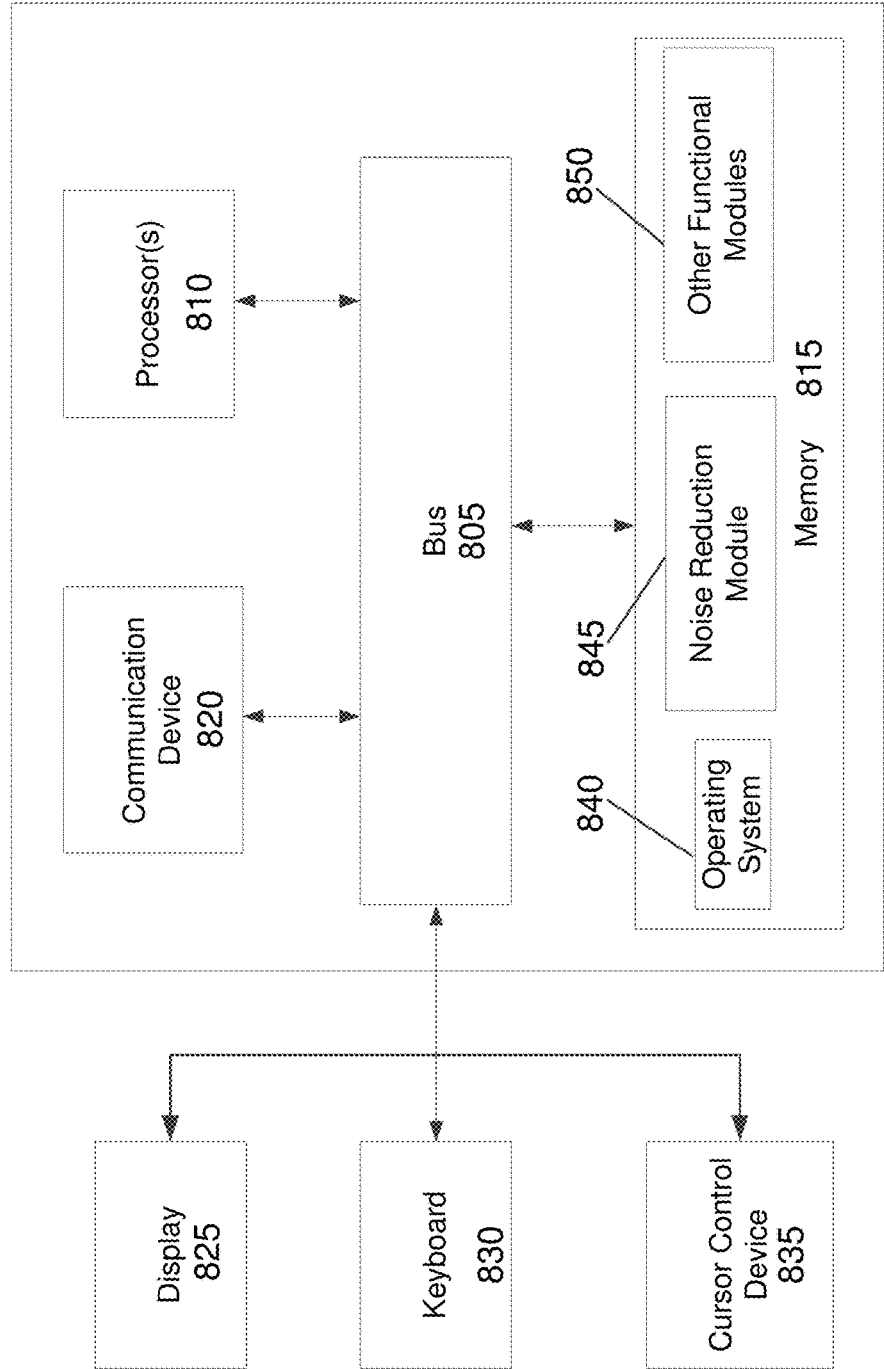 Display
825
Keyboard
830
Cursor Control
Device
835
Communication
Device
820
Processor(s)
810
Bus
805
840
Operating
System
845
Noise Reduction
Module
850
Other Functional
Modules
Memory 815